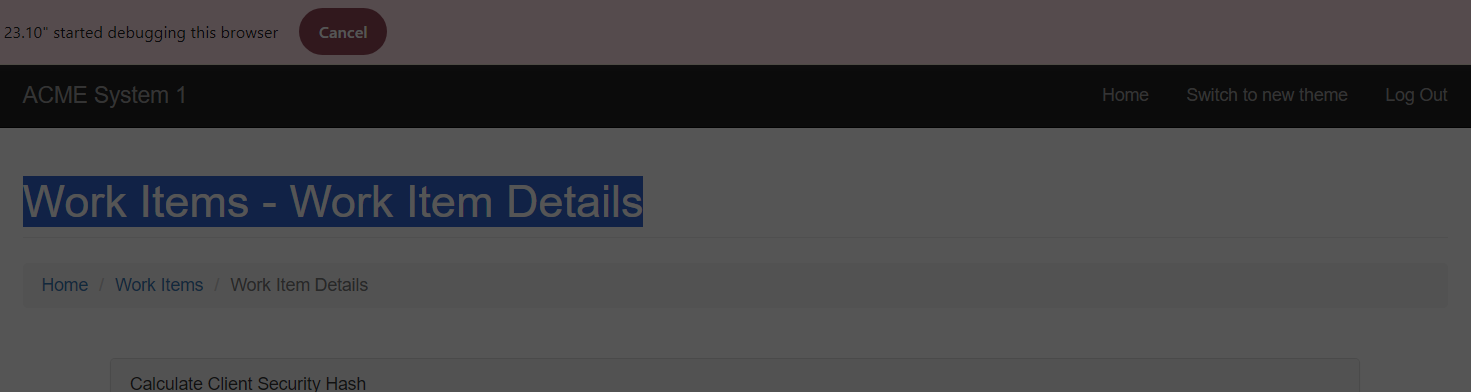 23.10" started debugging this browser Cancel
ACME System 1 Home Switch to new theme Log Out
Work Items - Work Item Details
Home / Work Items / Work Item Details
Calculate Client Security Hash